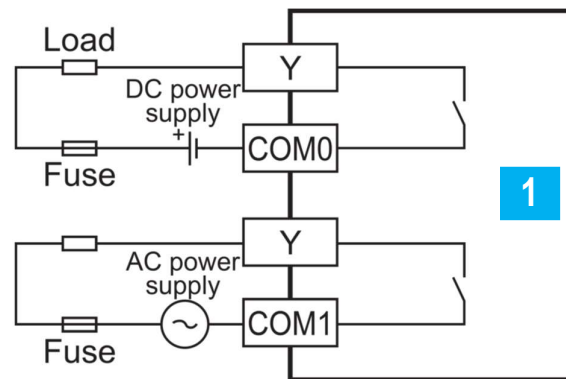 Load
Y
DC power
supply
+
COM0
Fuse
1
Y
AC power
supply
COM1
Fuse